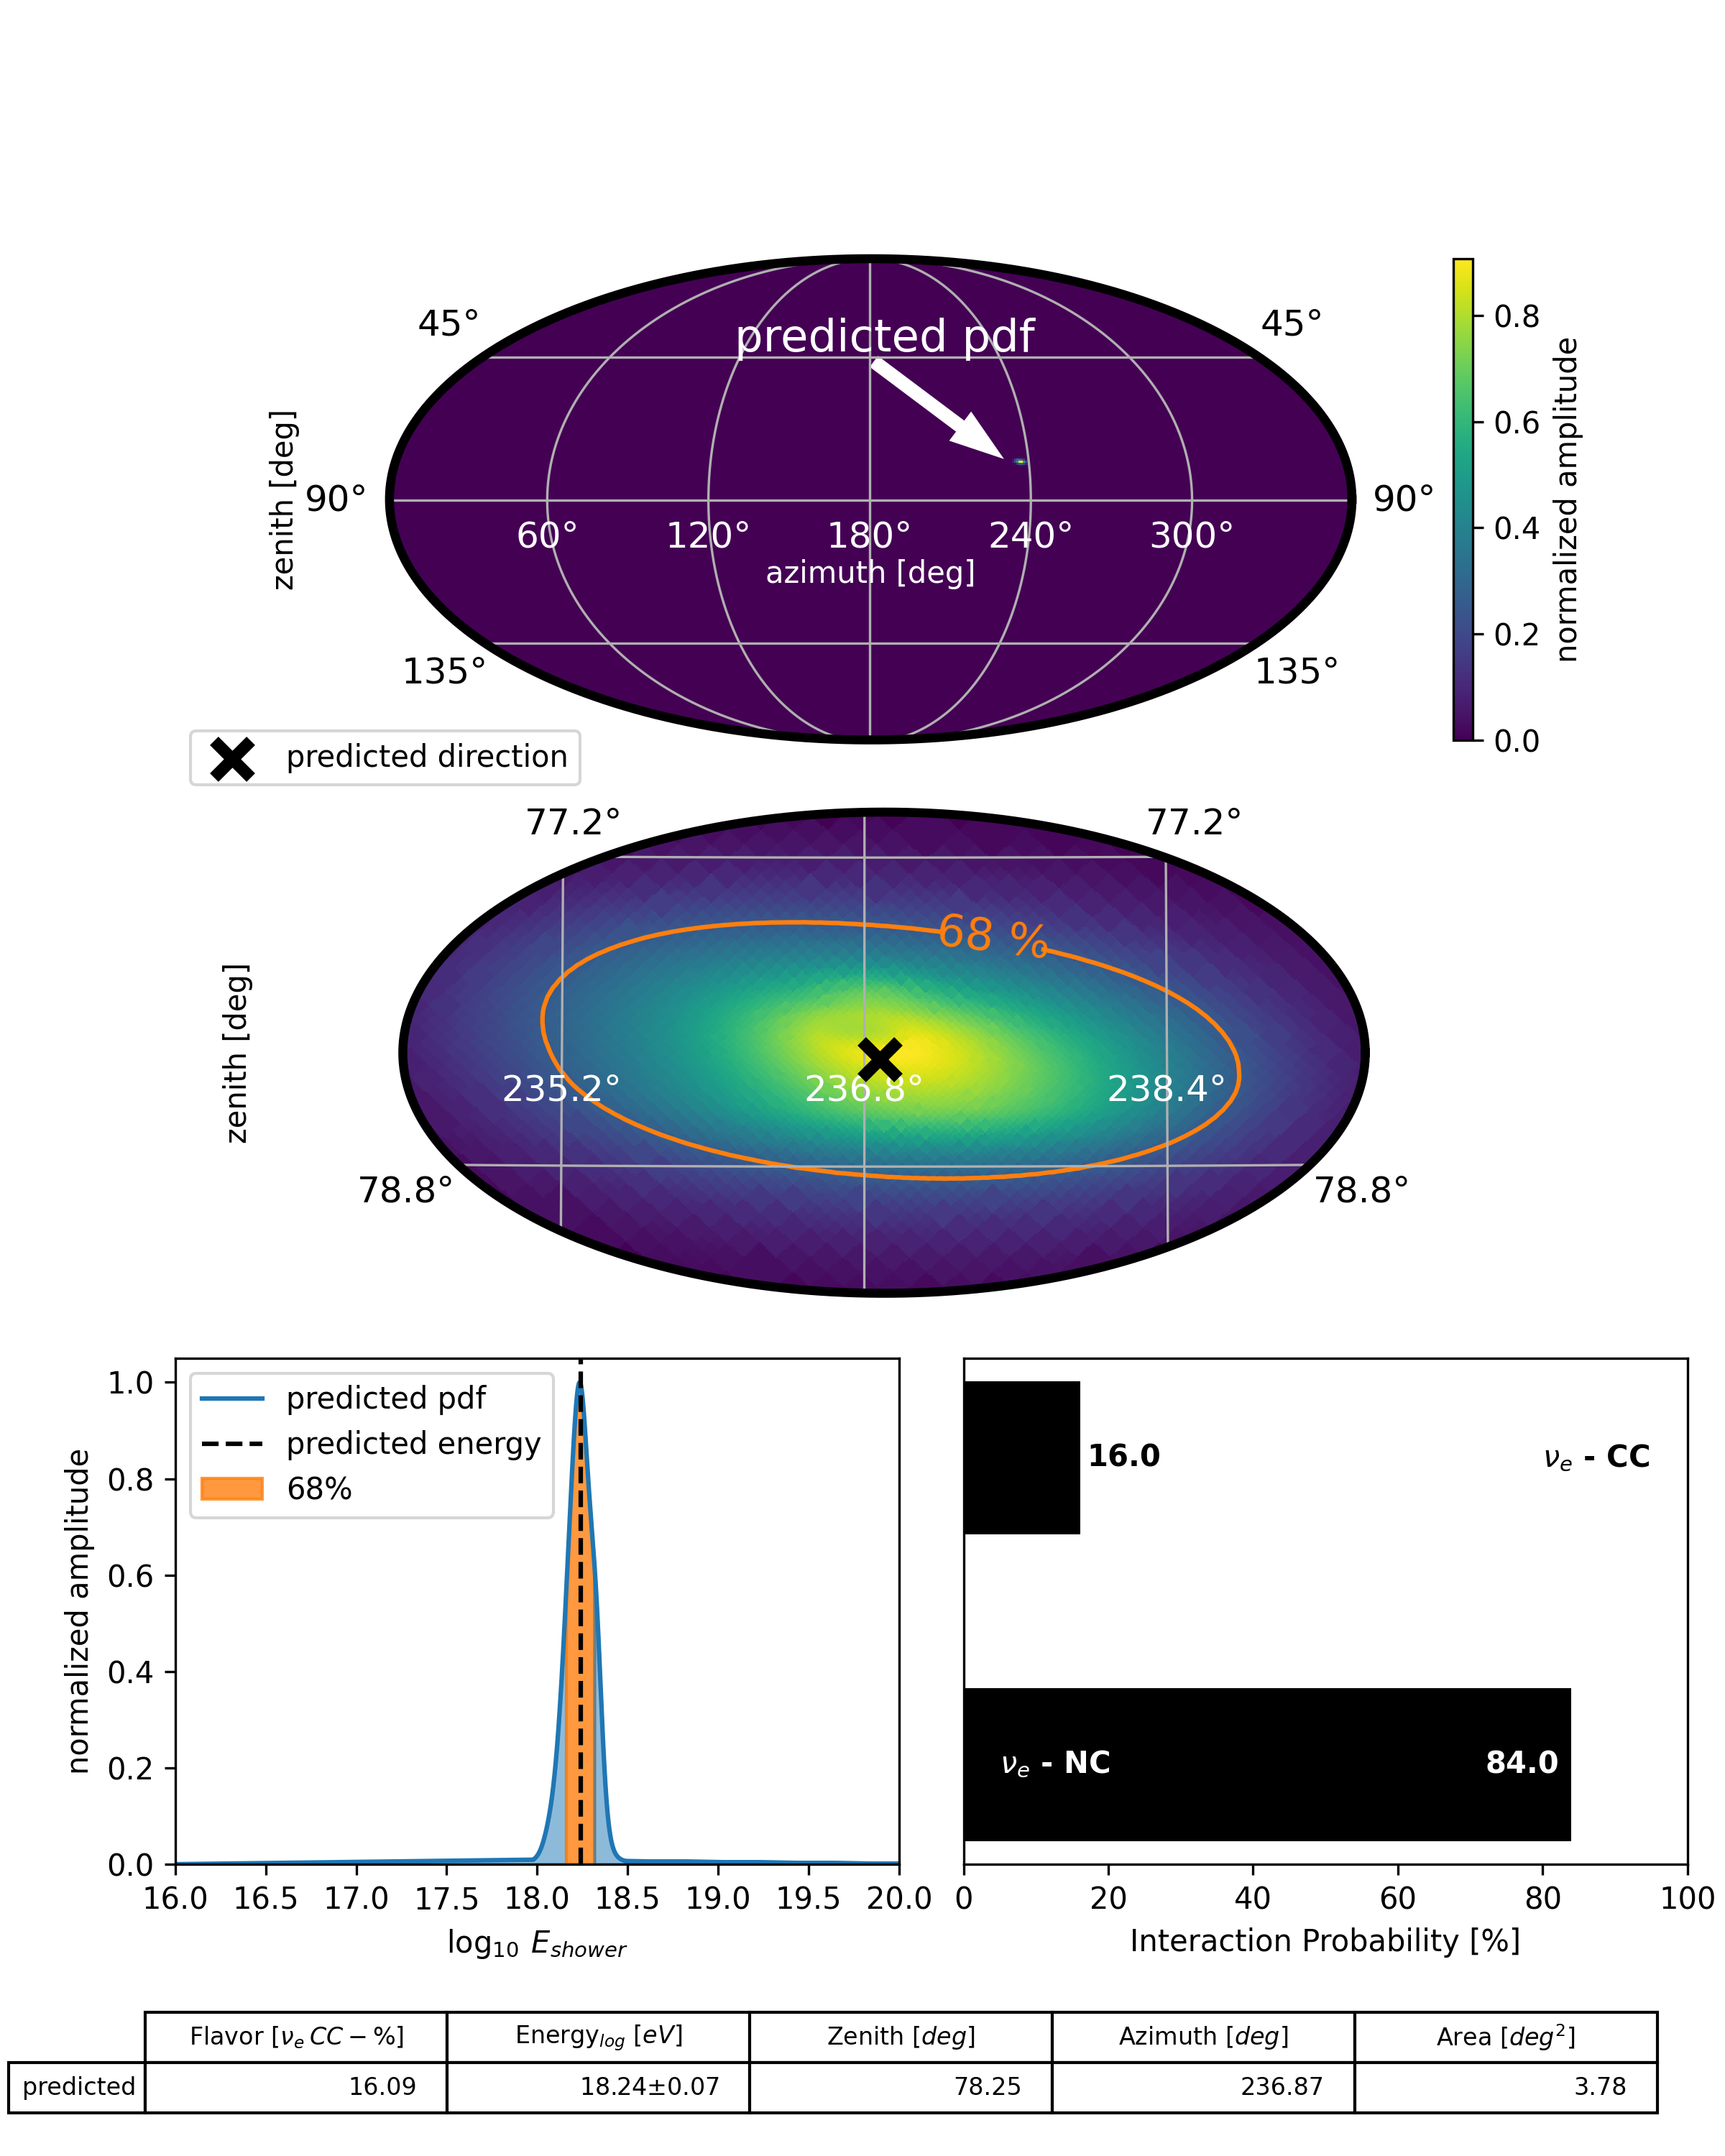 45°
45°
predicted pdf
zenith [deg]
90°
90°
60°
120°
180°
240°
300°
azimuth [deg]
135°
135°
0.8
0.6
0.4
0.2
0.0
normalized amplitude
predicted direction
77.2°
77.2°
68 %
zenith [deg]
235.2°
236.8°
238.4°
78.8°
78.8°
1.0
0.8
0.6
0.4
0.2
0.0
normalized amplitude
predicted pdf
predicted energy
68%
16.0 16.5 17.0 17.5 18.0 18.5 19.0 19.5 20.0
log₁₀ E_shower
16.0
νₑ - CC
νₑ - NC
84.0
0 20 40 60 80 100
Interaction Probability [%]
Flavor [νₑ CC − %] Energy_log [eV] Zenith [deg] Azimuth [deg] Area [deg²]
predicted 16.09 18.24±0.07 78.25 236.87 3.78